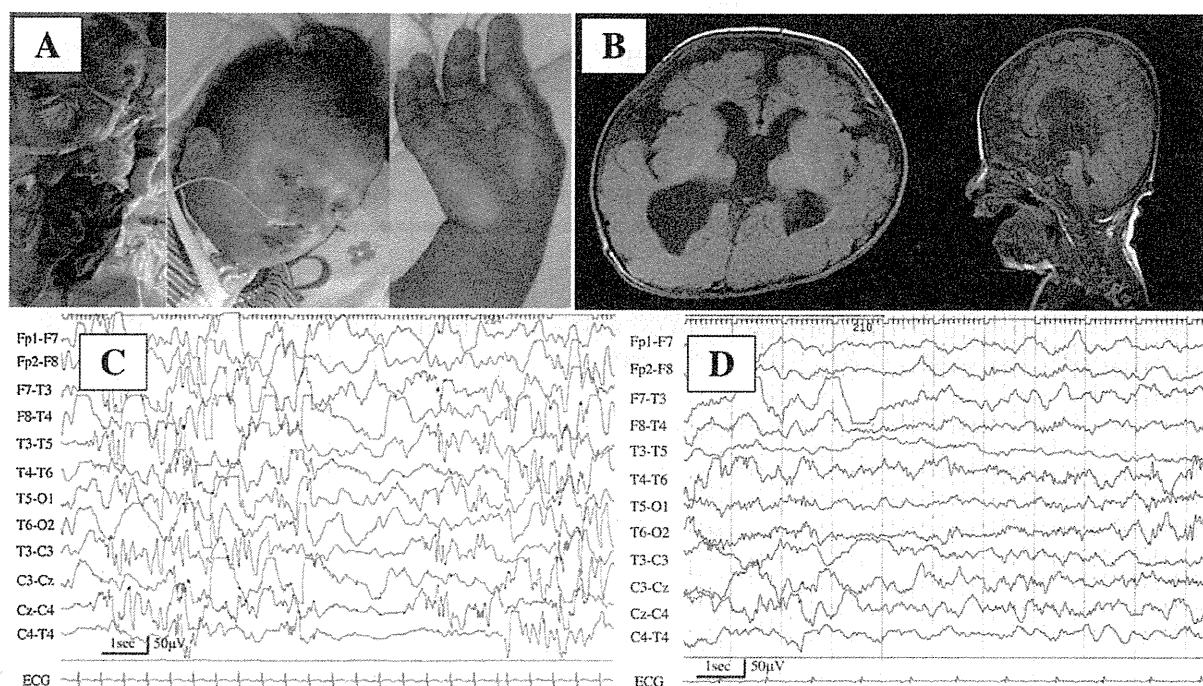 A
B
C
Fp1-F7
Fp2-F8
F7-T3
F8-T4
T3-T5
T4-T6
T5-O1
T6-O2
T3-C3
C3-Cz
Cz-C4
C4-T4
1sec 50μV
ECG
D
210
Fp1-F7
Fp2-F8
F7-T3
F8-T4
T3-T5
T4-T6
T5-O1
T6-O2
T3-C3
C3-Cz
Cz-C4
C4-T4
1sec 50μV
ECG